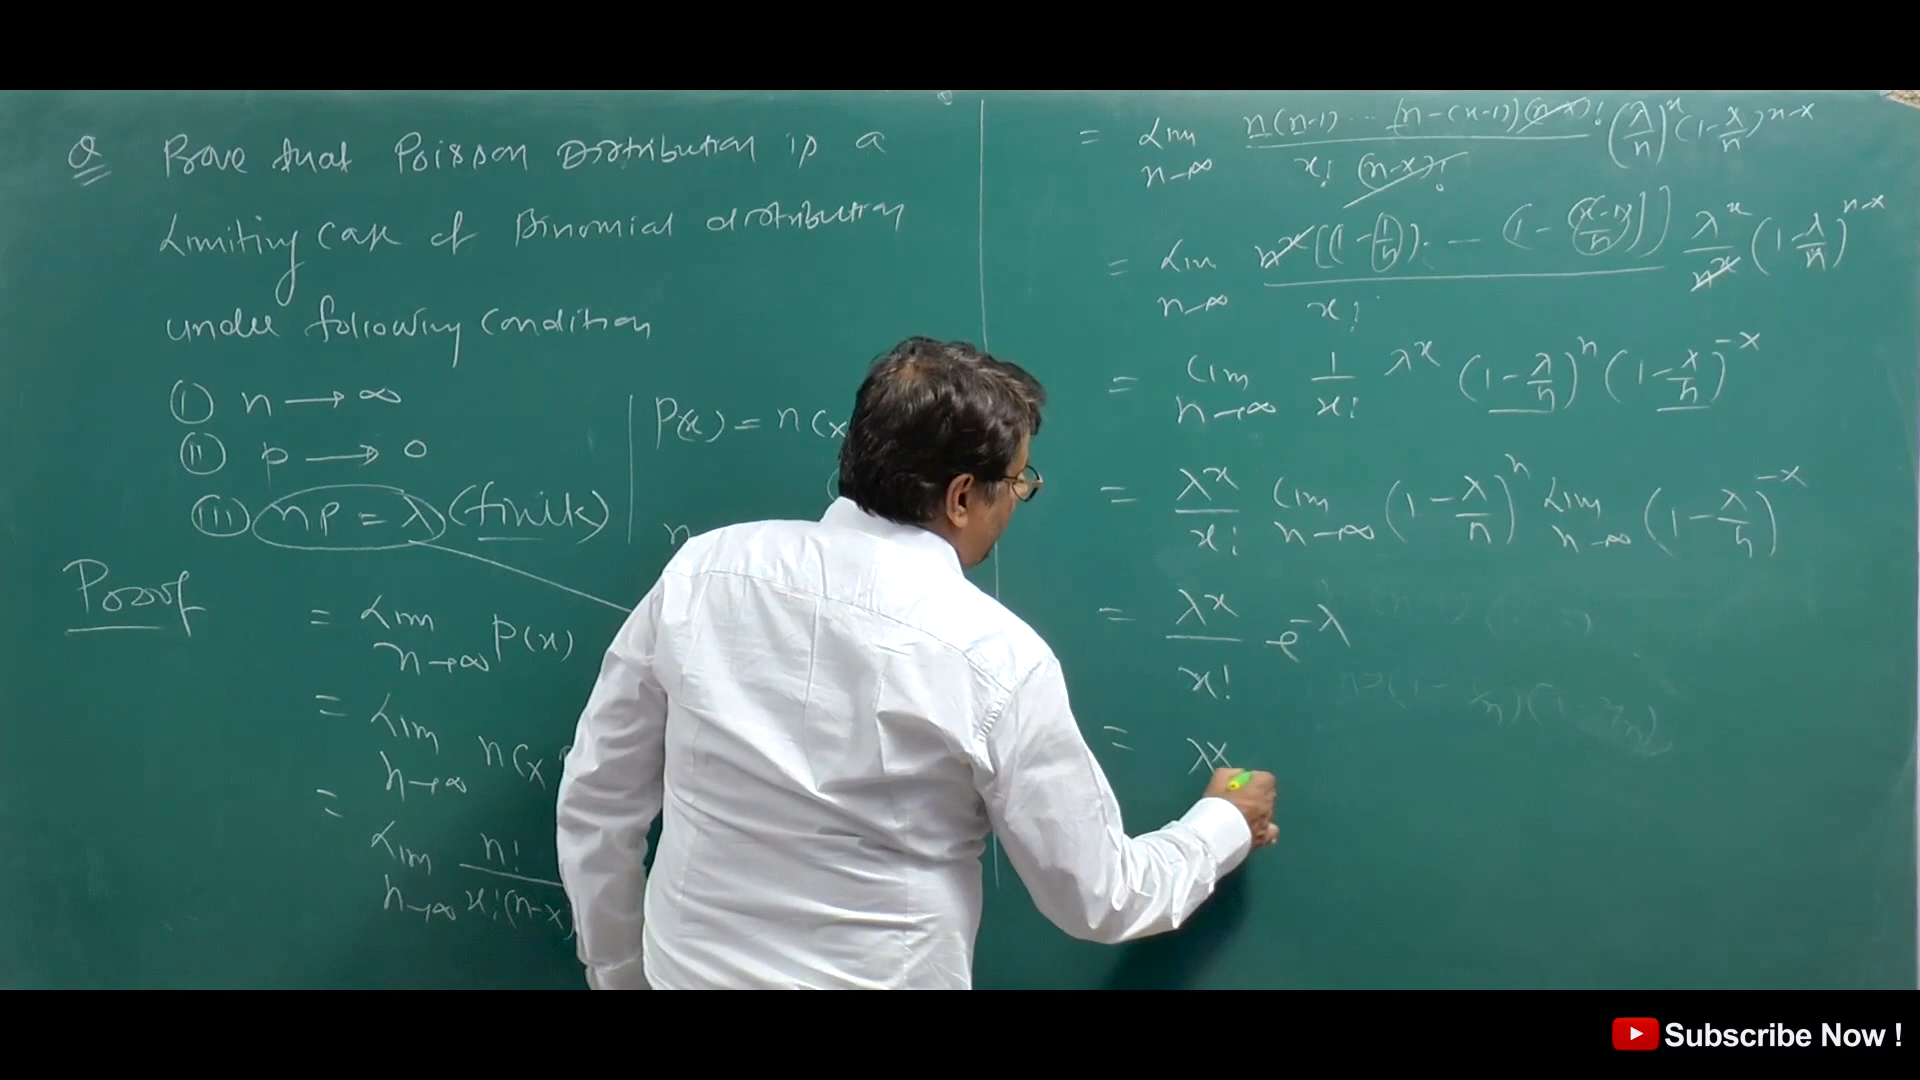 Q Prove that Poisson Distribution is a
Limiting Case of Binomial distribution
under following Condition
(i) n → ∞
(ii) p → 0
(iii) np = λ (finite)
P(x) = nCx
n
Proof
= Lim n→∞ P(x)
= Lim n→∞ nCx
=
Lim n→∞ n! / x!(n-x)
= Lim n→∞ n(n-1)...[n-(x-1)](n-x)! / x!(n-x)! (λ/n)^x (1-λ/n)^n-x
= Lim n→∞ n^x[(1-1/n)...(1-(x-1)/n)] / x! λ^x/n^x (1-λ/n)^n-x
= Lim n→∞ 1/x! λ^x (1-λ/n)^n (1-λ/n)^-x
= λ^x/x! Lim n→∞ (1-λ/n)^n Lim n→∞ (1-λ/n)^-x
= λ^x/x! e^-λ
= λ^x
Subscribe Now !